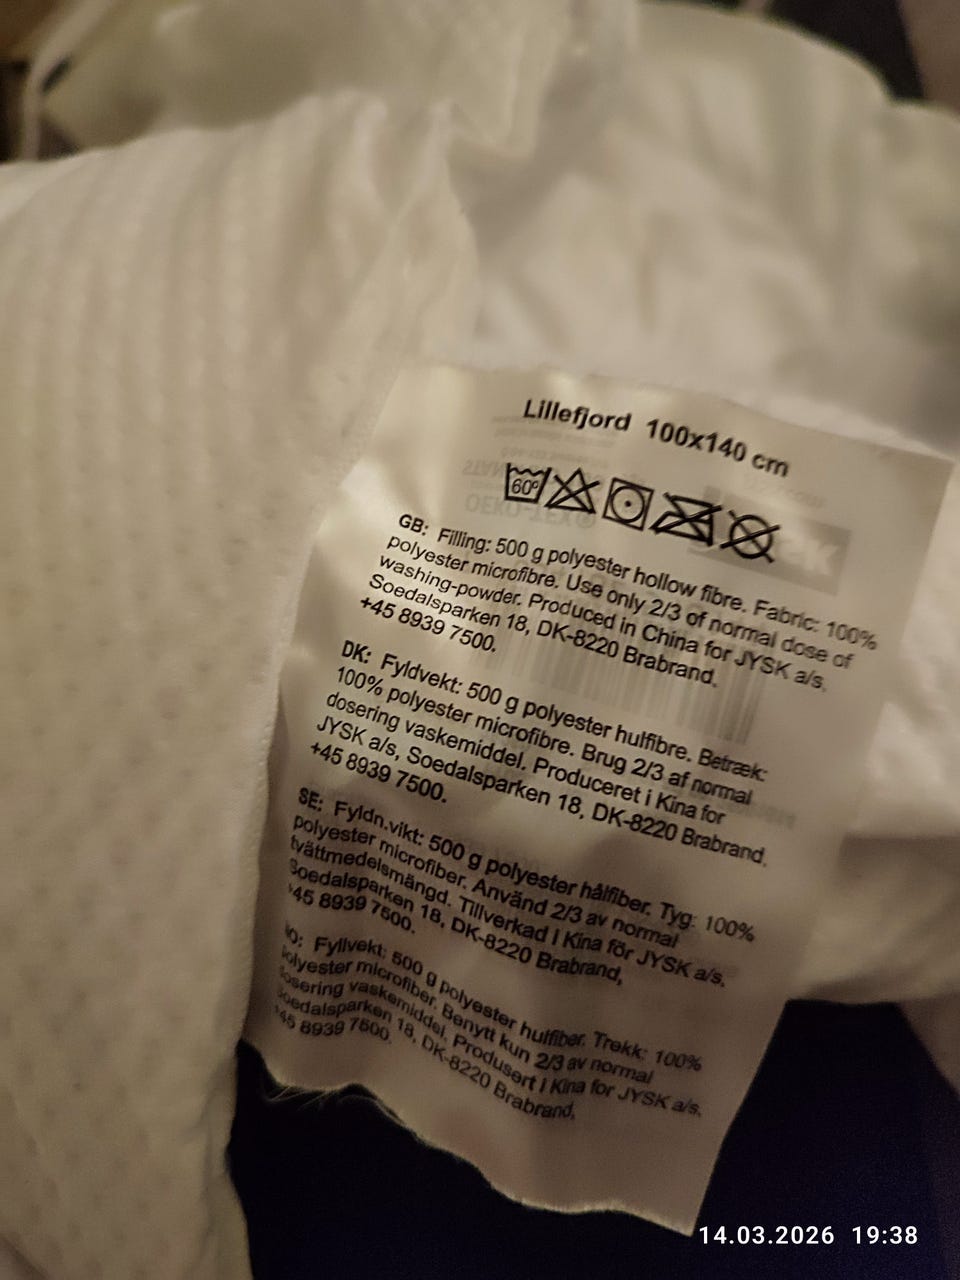 Lillefjord 100x140 cm
60°
GB: Filling: 500 g polyester hollow fibre. Fabric: 100%
polyester microfibre. Use only 2/3 of normal dose of
washing-powder. Produced in China for JYSK a/s,
Soedalsparken 18, DK-8220 Brabrand.
+45 8939 7500.
DK: Fyldvekt: 500 g polyester hulfibre. Betræk:
100% polyester microfibre. Brug 2/3 af normal
dosering vaskemiddel. Produceret i Kina for
JYSK a/s, Soedalsparken 18, DK-8220 Brabrand.
+45 8939 7500.
SE: Fyldn.vikt: 500 g polyester hålfiber. Tyg: 100%
polyester microfiber. Använd 2/3 av normal
tvättmedelsmängd. Tillverkad i Kina för JYSK a/s,
Soedalsparken 18, DK-8220 Brabrand,
+45 8939 7500.
NO: Fyllvekt: 500 g polyester hulfiber. Trekk: 100%
polyester microfiber. Benytt kun 2/3 av normal
dosering vaskemiddel. Produsert i Kina for JYSK a/s,
Soedalsparken 18, DK-8220 Brabrand,
+45 8939 7500.
OEKO-TEX®
14.03.2026 19:38